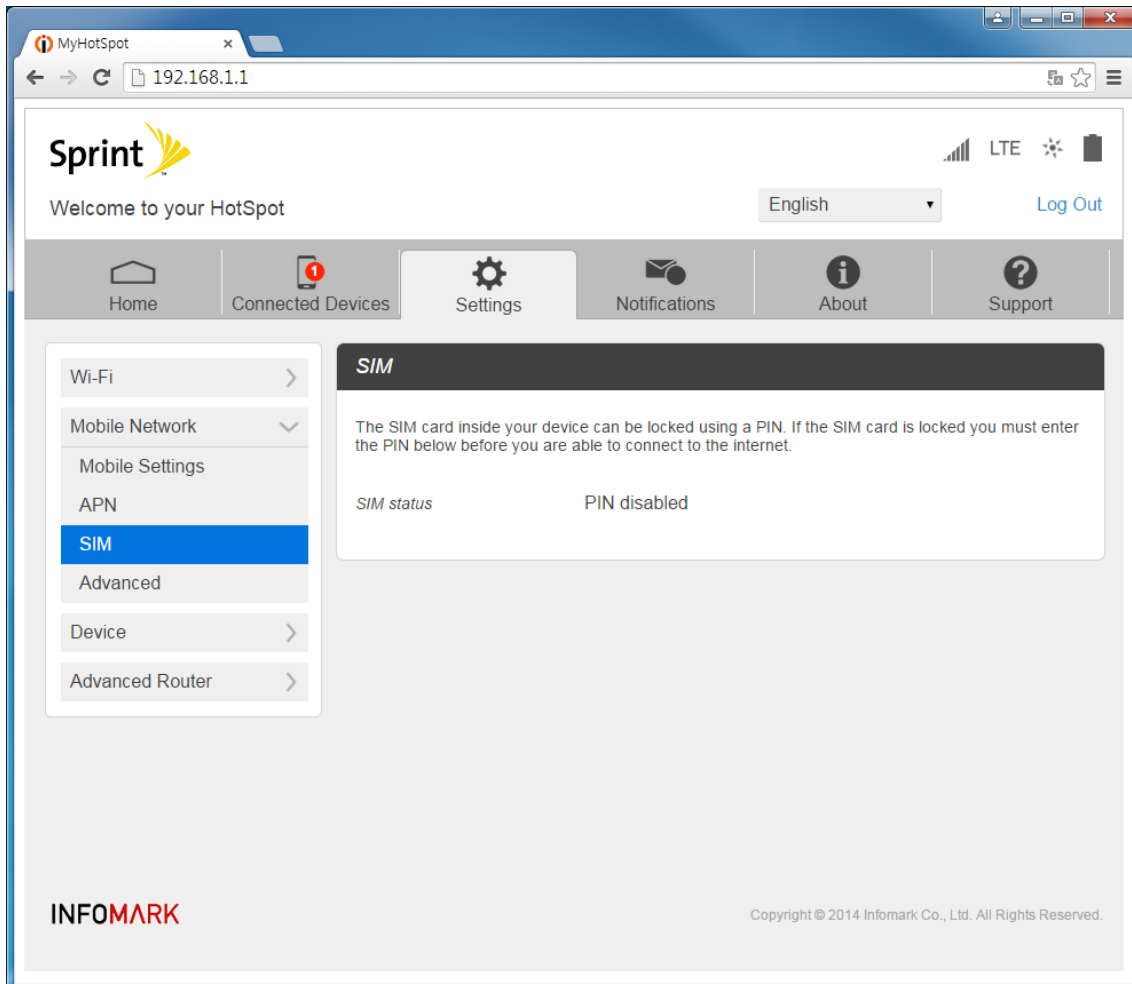 MyHotSpot
192.168.1.1
Sprint
LTE
Welcome to your HotSpot
English
Log Out
1
Home
Connected Devices
Settings
Notifications
About
Support
Wi-Fi
Mobile Network
Mobile Settings
APN
SIM
Advanced
Device
Advanced Router
SIM
The SIM card inside your device can be locked using a PIN. If the SIM card is locked you must enter
the PIN below before you are able to connect to the internet.
SIM status PIN disabled
INFOMARK
Copyright © 2014 Infomark Co., Ltd. All Rights Reserved.